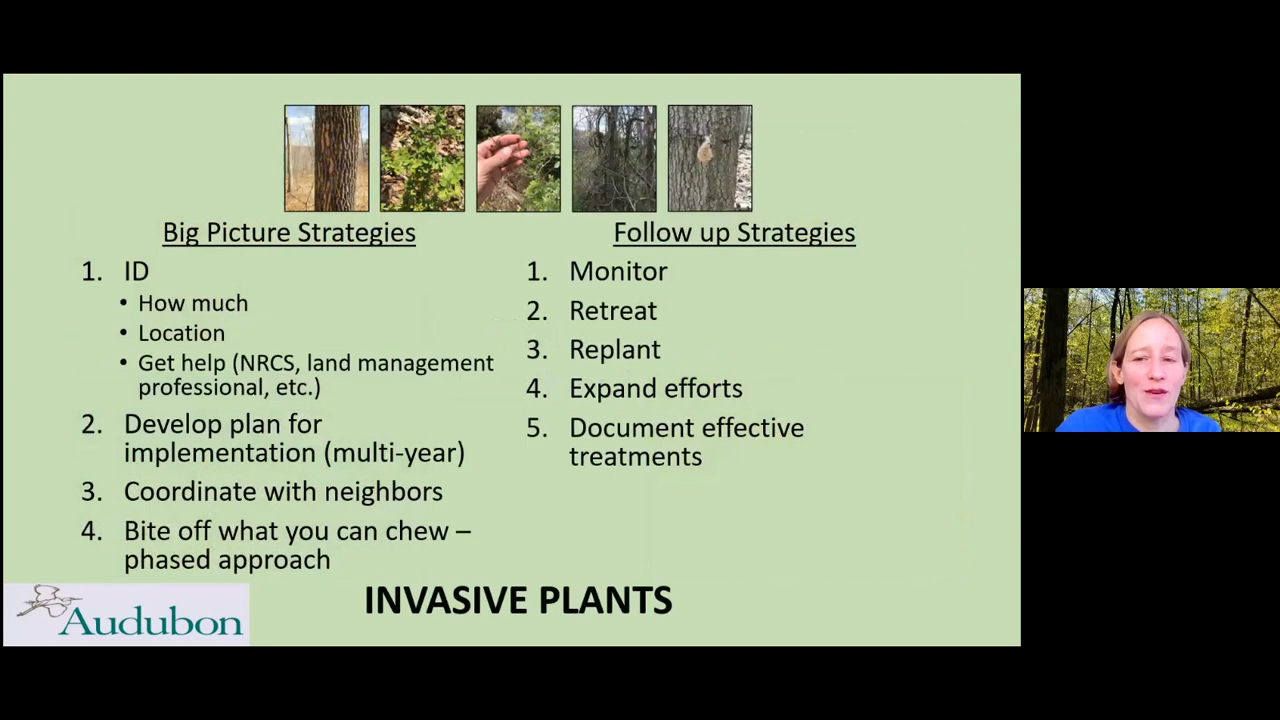 Big Picture Strategies
1. ID
• How much
• Location
• Get help (NRCS, land management
professional, etc.)
2. Develop plan for
implementation (multi-year)
3. Coordinate with neighbors
4. Bite off what you can chew –
phased approach
Follow up Strategies
1. Monitor
2. Retreat
3. Replant
4. Expand efforts
5. Document effective
treatments
INVASIVE PLANTS
Audubon